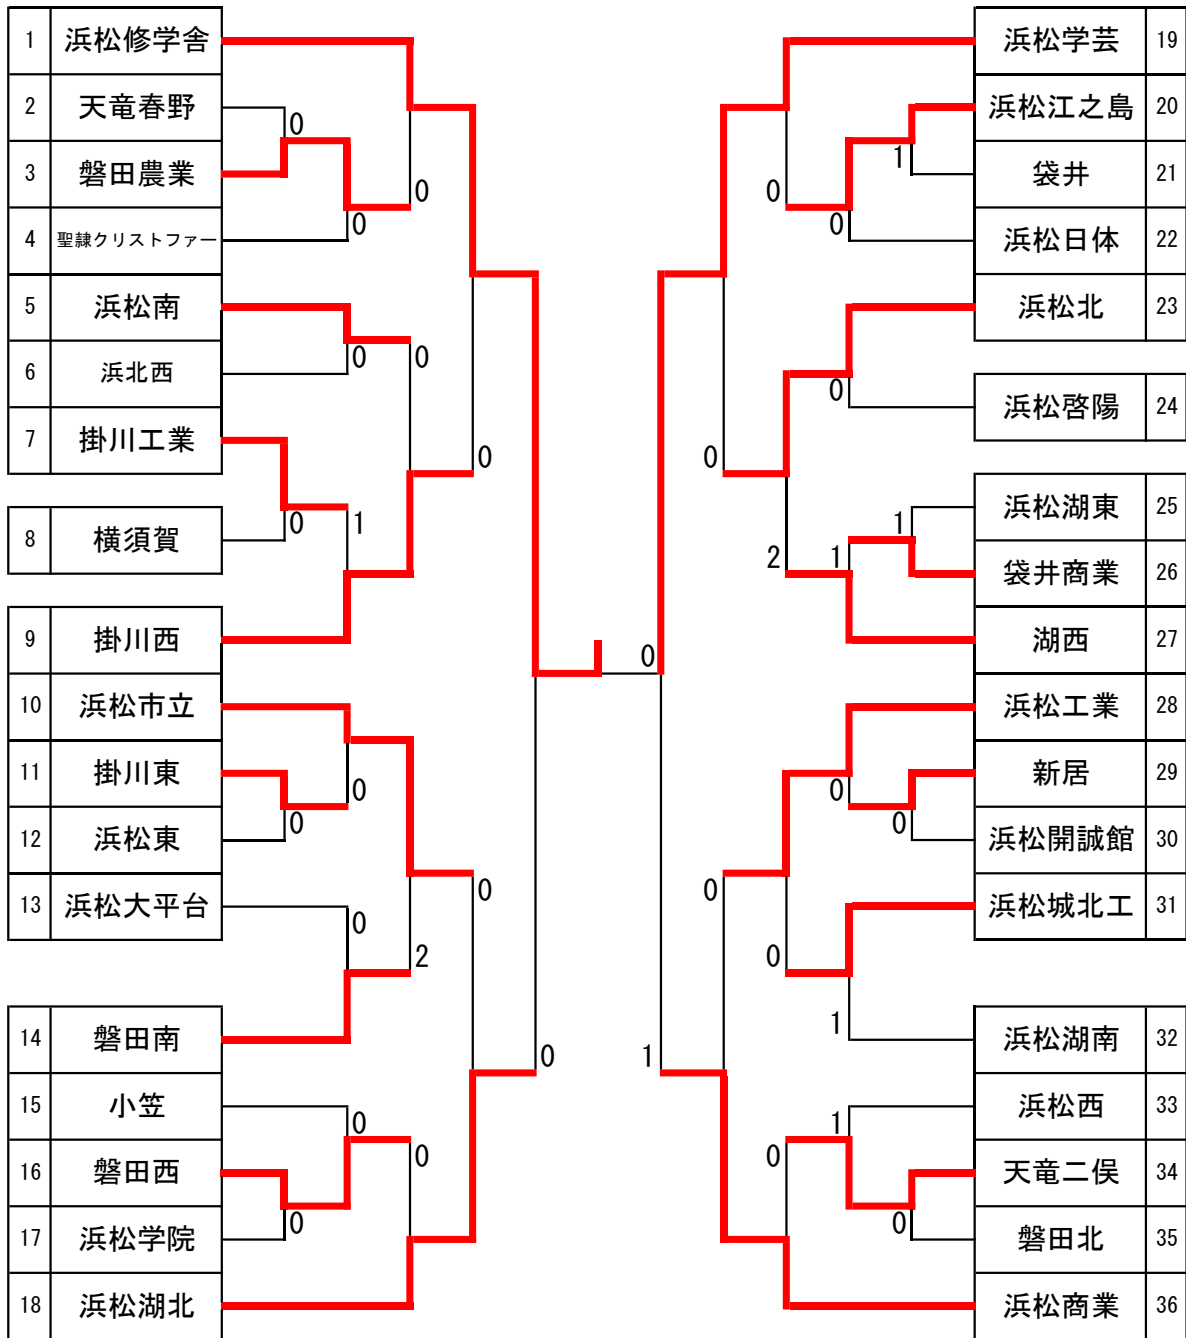 1 浜松修学舎
2 天竜春野
0
3 磐田農業
0
4 聖隷クリストファー
0
5 浜松南
6 浜北西
0
0
7 掛川工業
0
8 横須賀
0
1
9 掛川西
10 浜松市立
11 掛川東
0
12 浜松東
0
13 浜松大平台
0
0
2
14 磐田南
0
15 小笠
0
0
16 磐田西
17 浜松学院
0
18 浜松湖北
浜松学芸 19
浜松江之島 20
1
袋井 21
0
浜松日体 22
0
浜松北 23
浜松啓陽 24
0
0
浜松湖東 25
1
2
1
袋井商業 26
湖西 27
0
浜松工業 28
新居 29
0
浜松開誠館 30
0
浜松城北工 31
0
0
浜松湖南 32
1
1
浜松西 33
1
0
天竜二俣 34
磐田北 35
0
浜松商業 36